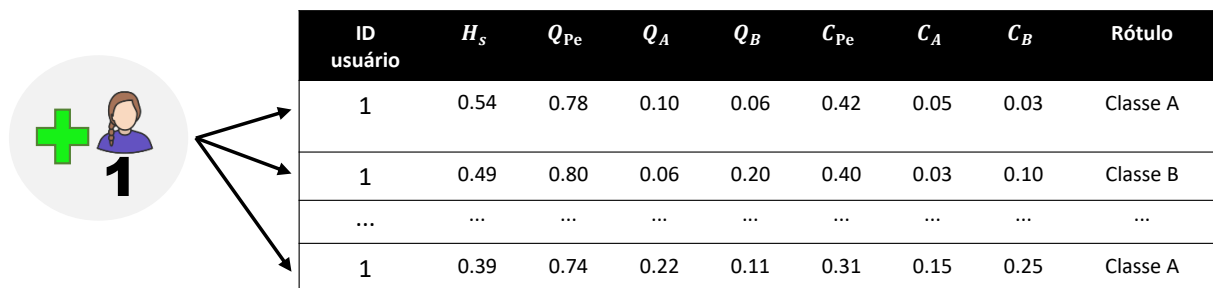 ID usuário H_s Q_Pe Q_A Q_B C_Pe C_A C_B Rótulo
1 0.54 0.78 0.10 0.06 0.42 0.05 0.03 Classe A
1 0.49 0.80 0.06 0.20 0.40 0.03 0.10 Classe B
... ... ... ... ... ... ... ... ...
1 0.39 0.74 0.22 0.11 0.31 0.15 0.25 Classe A
1